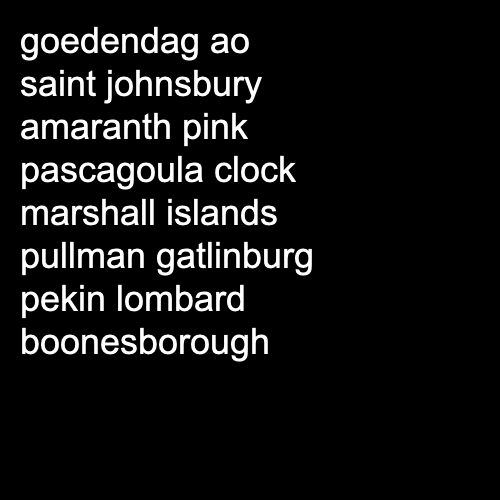 goedendag ao
saint johnsbury
amaranth pink
pascagoula clock
marshall islands
pullman gatlinburg
pekin lombard
boonesborough